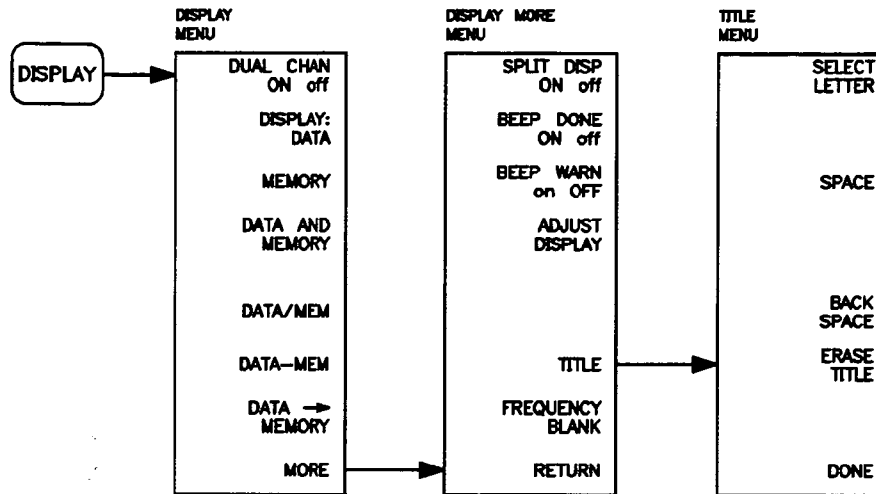 DISPLAY
DISPLAY
MENU
DUAL CHAN
ON off
DISPLAY:
DATA
MEMORY
DATA AND
MEMORY
DATA/MEM
DATA-MEM
DATA →
MEMORY
MORE
DISPLAY MORE
MENU
SPLIT DISP
ON off
BEEP DONE
ON off
BEEP WARN
on OFF
ADJUST
DISPLAY
TITLE
FREQUENCY
BLANK
RETURN
TITLE
MENU
SELECT
LETTER
SPACE
BACK
SPACE
ERASE
TITLE
DONE